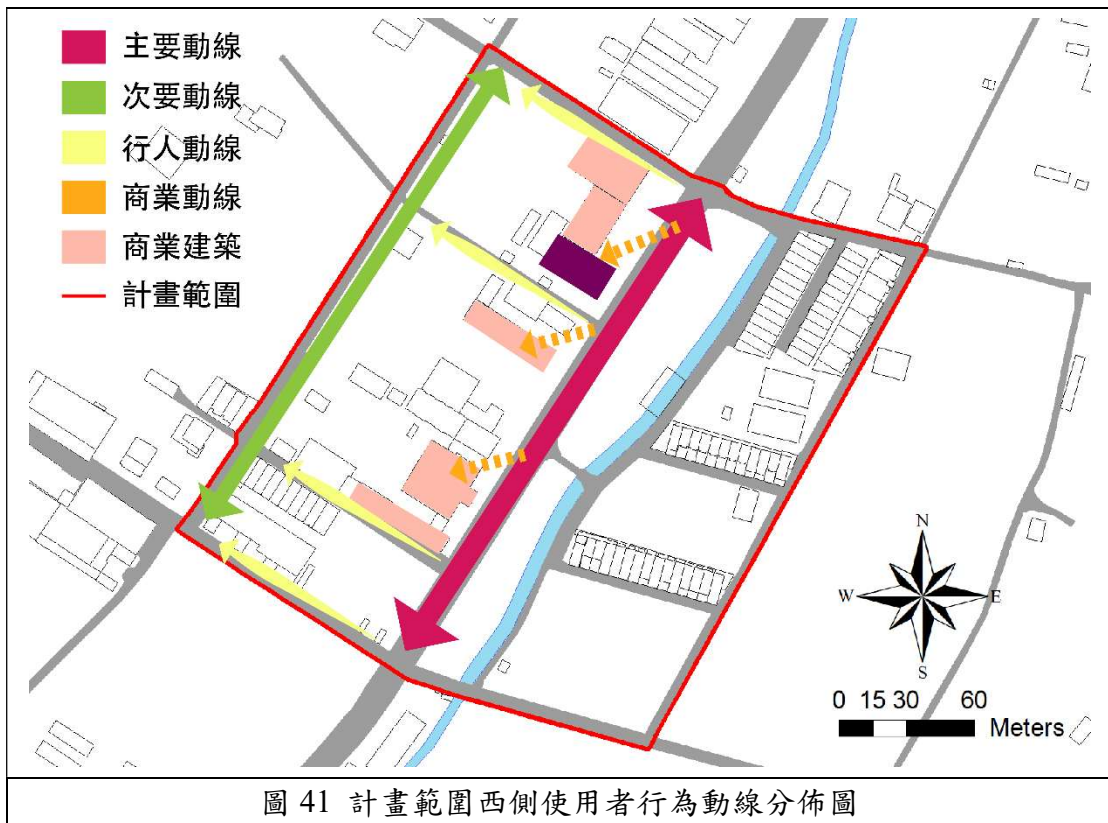 主要動線
次要動線
行人動線
商業動線
商業建築
計畫範圍
N
W
E
S
0 15 30 60
Meters
圖 41 計畫範圍西側使用者行為動線分佈圖